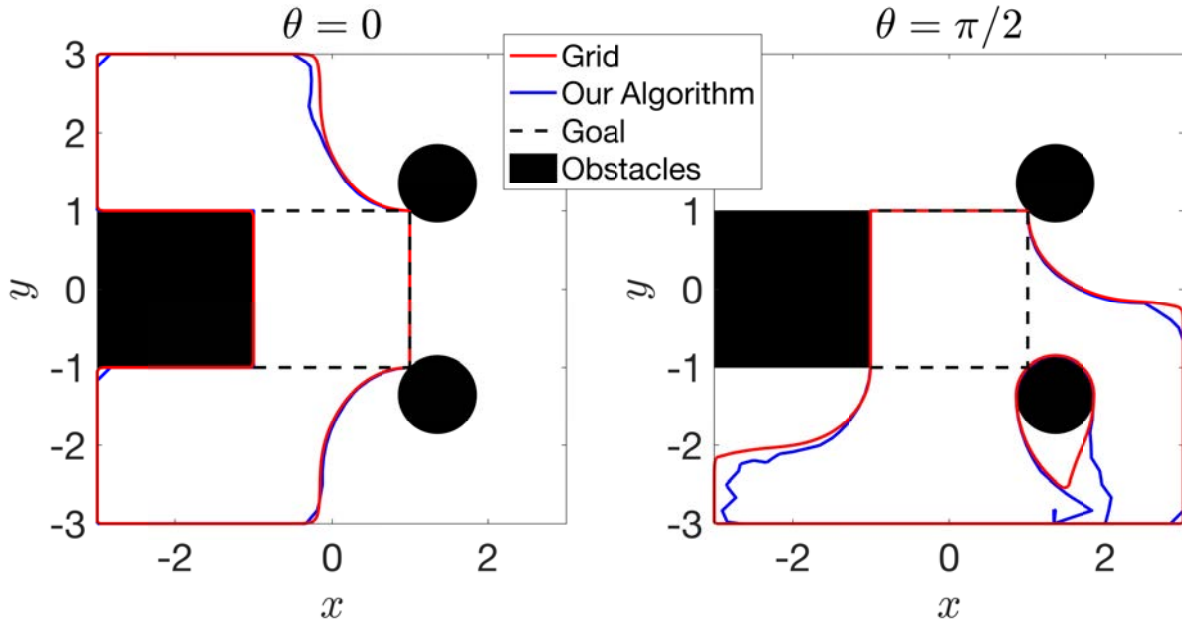 θ = 0
θ = π/2
Grid
Our Algorithm
Goal
Obstacles
3
2
1
0
-1
-2
-3
y
-2
0
2
x
1
0
-1
-2
-3
y
-2
0
2
x